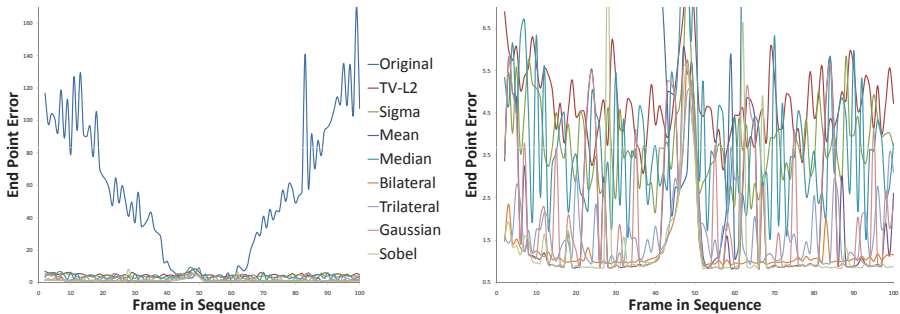 End Point Error
160
140
120
100
80
60
40
20
0
0 10 20 30 40 50 60 70 80 90 100
Frame in Sequence
Original
TV-L2
Sigma
Mean
Median
Bilateral
Trilateral
Gaussian
Sobel
End Point Error
6.5
5.5
4.5
3.5
2.5
1.5
0.5
0 10 20 30 40 50 60 70 80 90 100
Frame in Sequence